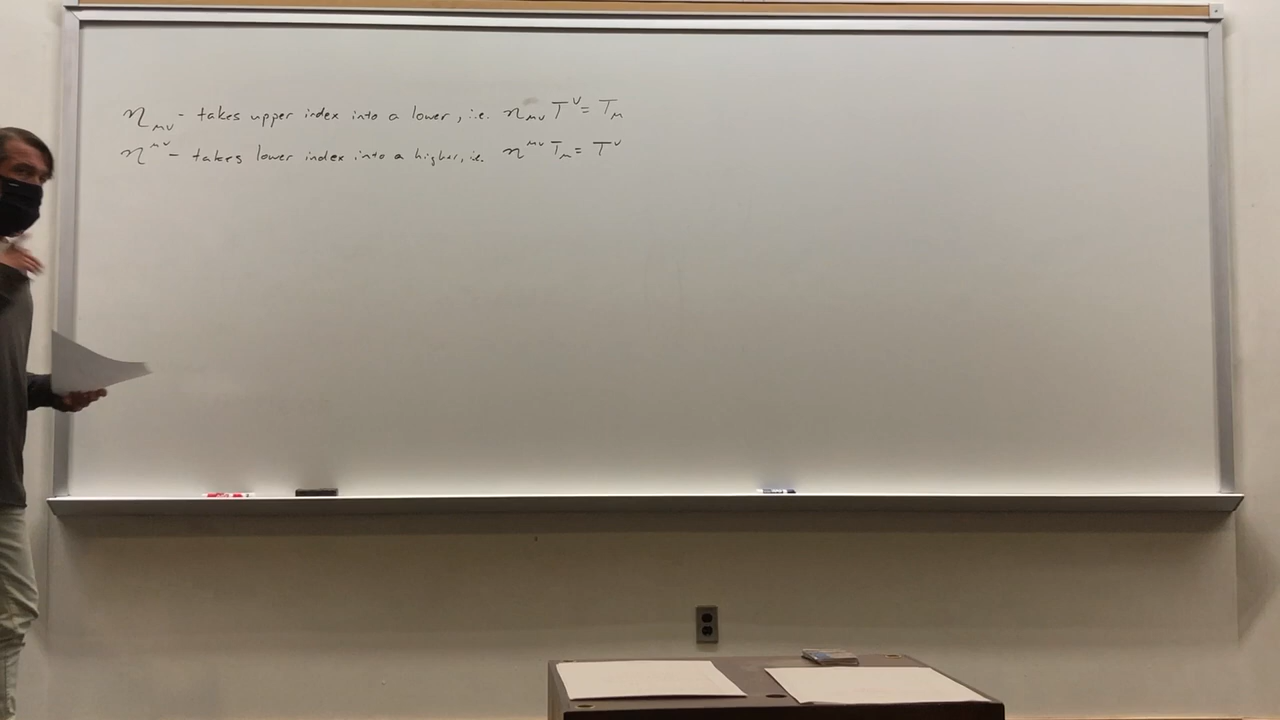 η_μν - takes upper index into a lower, i.e. η_μν T^ν = T_μ
η^μν - takes lower index into a higher, i.e. η^μν T_μ = T^ν